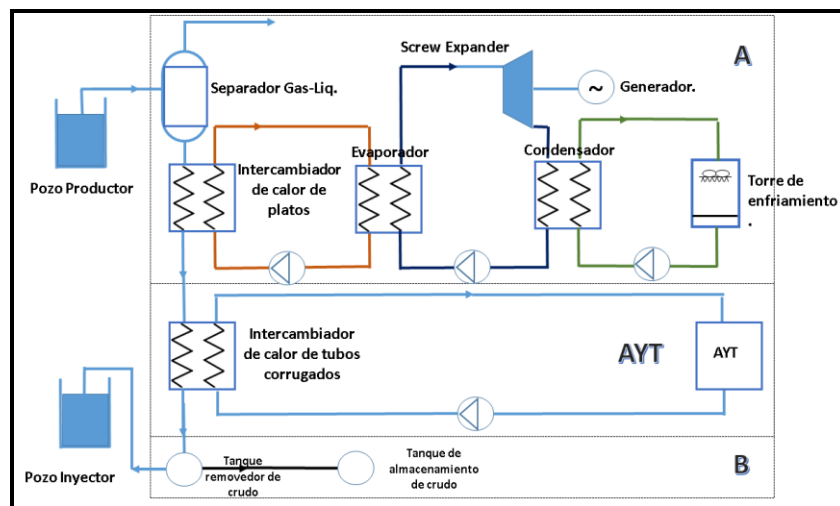 Screw Expander
A
Separador Gas-Liq.
~
Generador.
Pozo Productor
Evaporador
Condensador
Intercambiador
de calor de
platos
Torre de
enfriamiento
.
Intercambiador
de calor de tubos
corrugados
AYT
AYT
Pozo Inyector
Tanque
removedor de
crudo
Tanque de
almacenamiento
de crudo
B